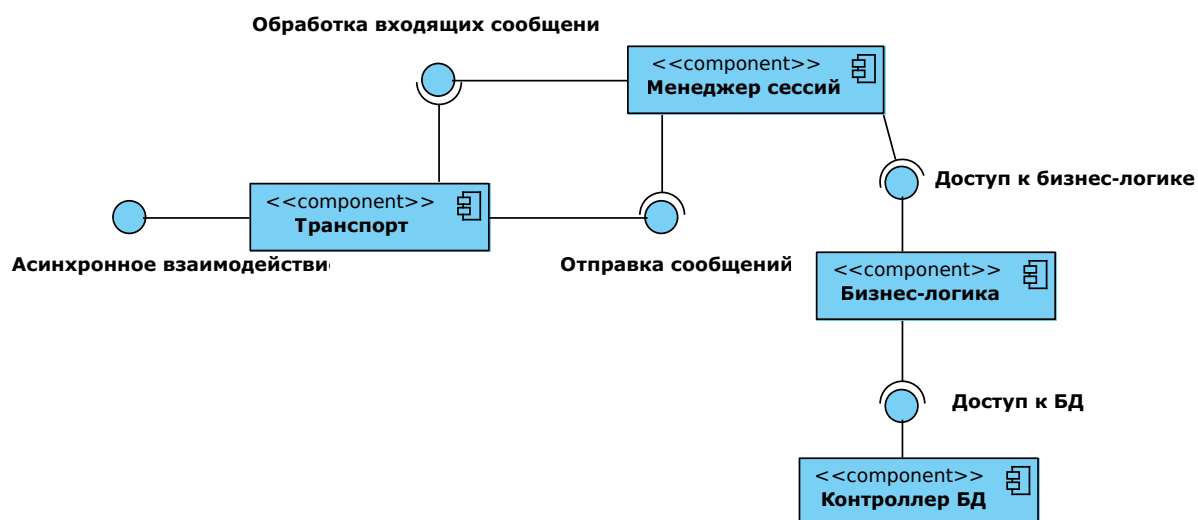 Обработка входящих сообщени
<<component>>
Менеджер сессий
Доступ к бизнес-логике
<<component>>
Транспорт
Асинхронное взаимодействи
Отправка сообщений
<<component>>
Бизнес-логика
Доступ к БД
<<component>>
Контроллер БД